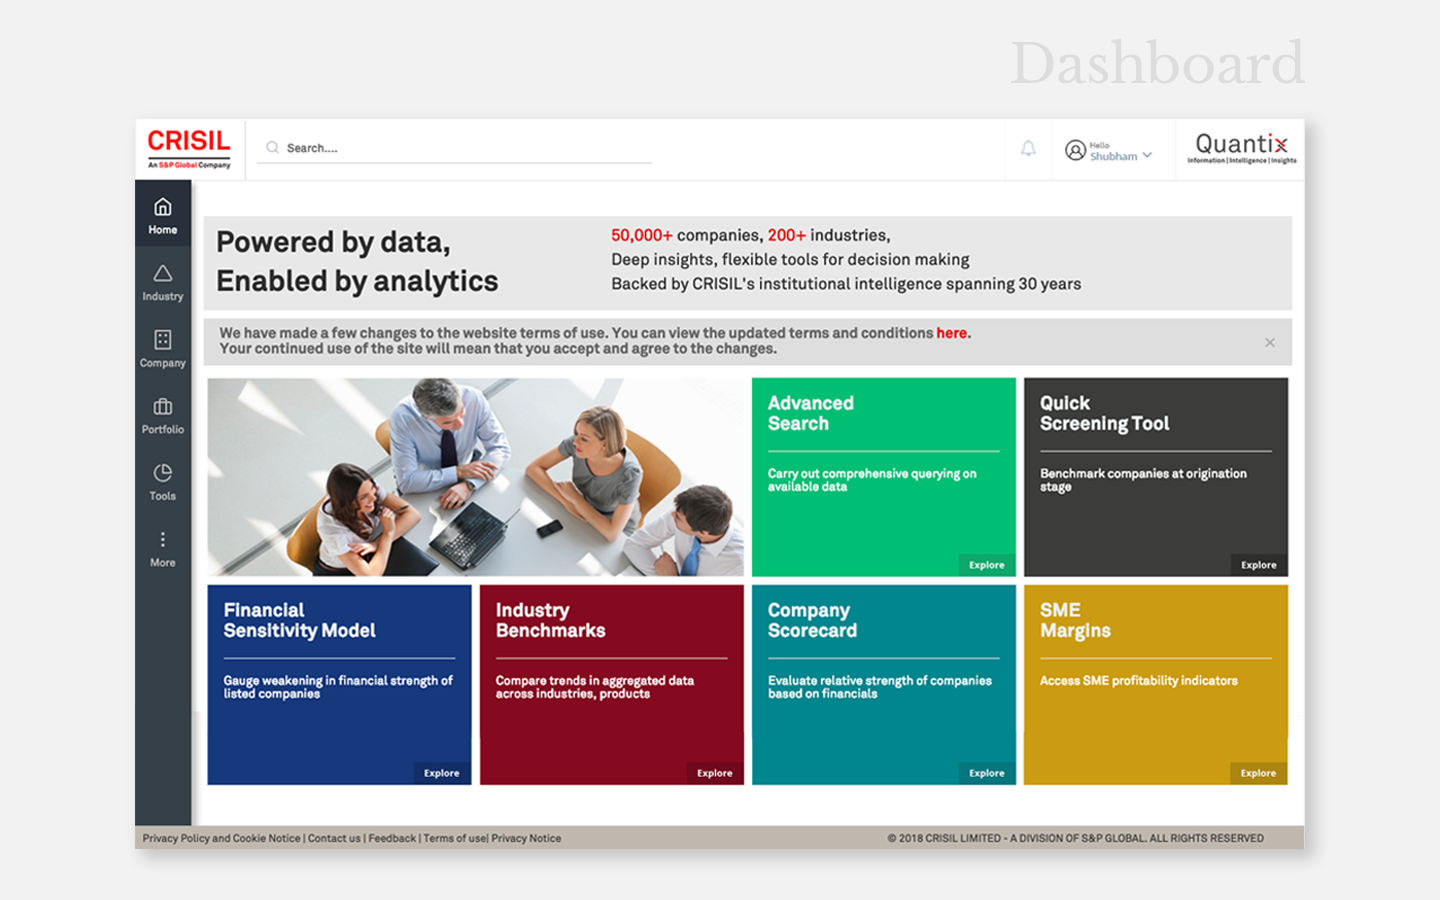 Dashboard
CRISIL
An S&P Global Company
Search....
Hello
Shubham
Quantix
Information | Intelligence | Insights
Home
Industry
Company
Portfolio
Tools
More
Powered by data,
Enabled by analytics
50,000+ companies, 200+ industries,
Deep insights, flexible tools for decision making
Backed by CRISIL's institutional intelligence spanning 30 years
We have made a few changes to the website terms of use. You can view the updated terms and conditions here.
Your continued use of the site will mean that you accept and agree to the changes.
Advanced
Search
Carry out comprehensive querying on
available data
Explore
Quick
Screening Tool
Benchmark companies at origination
stage
Explore
Financial
Sensitivity Model
Gauge weakening in financial strength of
listed companies
Explore
Industry
Benchmarks
Compare trends in aggregated data
across industries, products
Explore
Company
Scorecard
Evaluate relative strength of companies
based on financials
Explore
SME
Margins
Access SME profitability indicators
Explore
Privacy Policy and Cookie Notice | Contact us | Feedback | Terms of use| Privacy Notice
© 2018 CRISIL LIMITED - A DIVISION OF S&P GLOBAL. ALL RIGHTS RESERVED